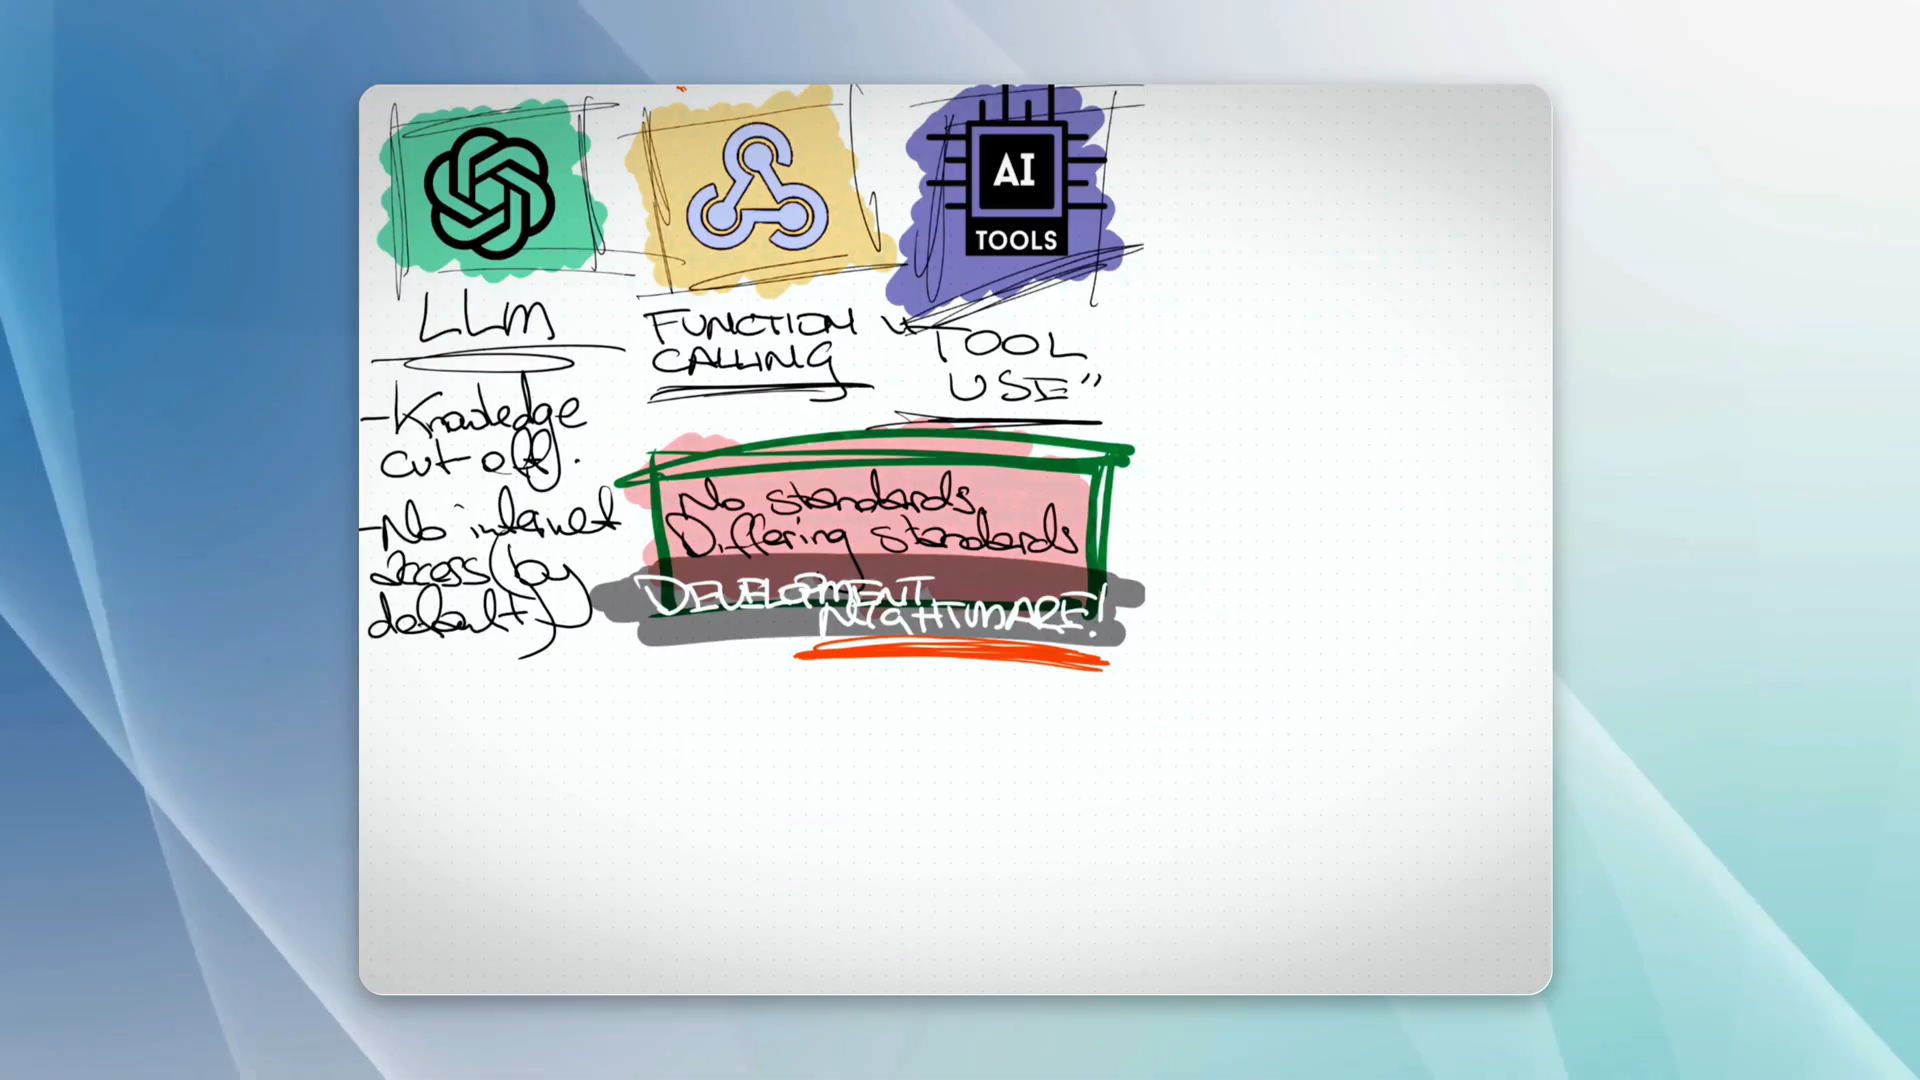 AI
TOOLS
LLM
FUNCTION
CALLING
"TOOL
USE"
-Knowledge
cut off.
-No internet
access (by
default)
No standards
Differing standards
DEVELOPMENT
NIGHTMARE!